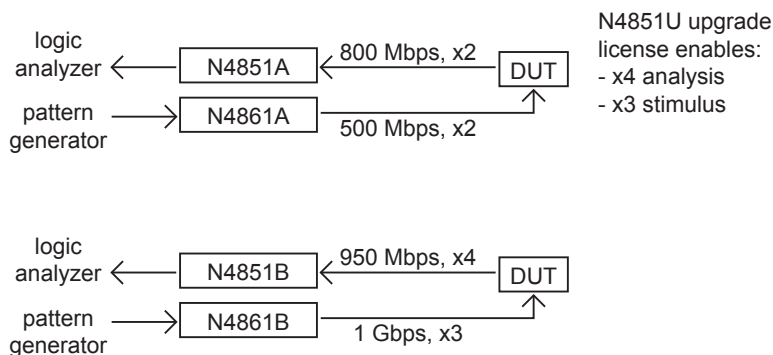 logic
analyzer
N4851A
800 Mbps, x2
DUT
pattern
generator
N4861A
500 Mbps, x2
N4851U upgrade
license enables:
- x4 analysis
- x3 stimulus
logic
analyzer
N4851B
950 Mbps, x4
DUT
pattern
generator
N4861B
1 Gbps, x3